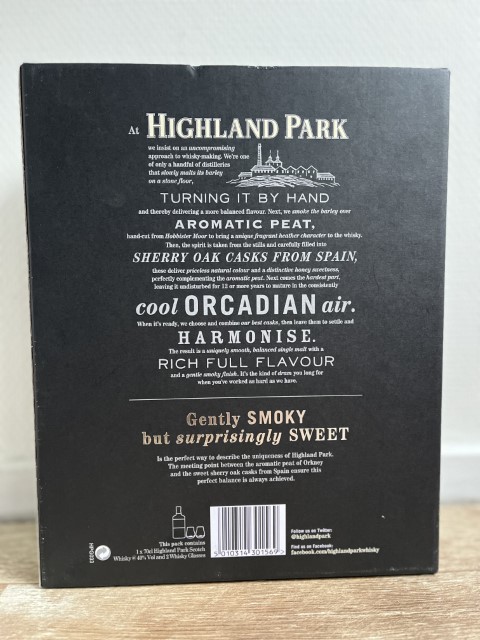 At HIGHLAND PARK
we insist on an uncompromising
approach to whisky-making. We're one
of only a handful of distilleries
that slowly malts its barley
on a stone floor,
TURNING IT BY HAND
and thereby delivering a more balanced flavour. Next, we smoke the barley over
AROMATIC PEAT,
hand-cut from Hobbister Moor to bring a unique fragrant heather character to the whisky.
Then, the spirit is taken from the stills and carefully filled into
SHERRY OAK CASKS FROM SPAIN,
these deliver priceless natural colour and a distinctive honey sweetness,
perfectly complementing the aromatic peat. Next comes the hardest part,
leaving it undisturbed for 12 or more years to mature in the consistently
cool ORCADIAN air.
When it's ready, we choose and combine our best casks, then leave them to settle and
HARMONISE.
The result is a uniquely smooth, balanced single malt with a
RICH FULL FLAVOUR
and a gentle smoky finish. It's the kind of dram you long for
when you've worked as hard as we have.
Gently SMOKY
but surprisingly SWEET
Is the perfect way to describe the uniqueness of Highland Park.
The meeting point between the aromatic peat of Orkney
and the sweet sherry oak casks from Spain ensure this
perfect balance is always achieved.
This pack contains
1 x 70cl Highland Park Scotch
Whisky @ 40% Vol and 2 Whisky Glasses
5 010314 301569
Follow us on Twitter:
@highlandpark
Find us on Facebook:
facebook.com/highlandparkwhisky